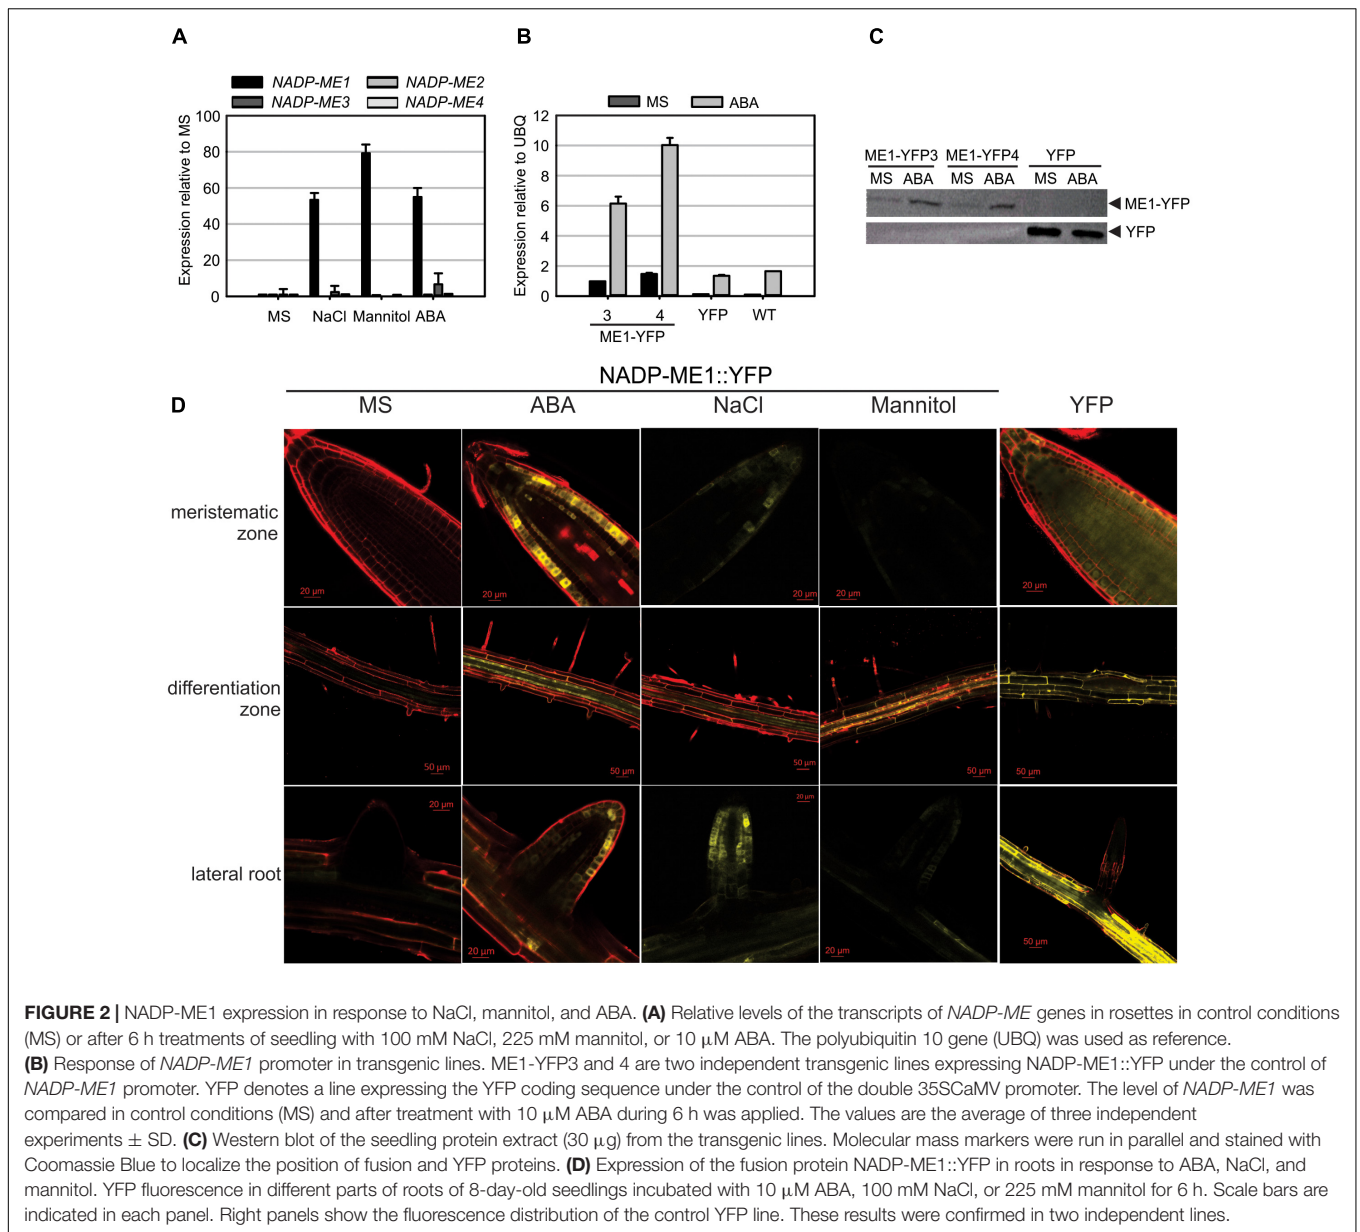 A
NADP-ME1
NADP-ME2
NADP-ME3
NADP-ME4
Expression relative to MS
100
80
60
40
20
0
MS
NaCl
Mannitol
ABA
B
MS
ABA
Expression relative to UBQ
12
10
8
6
4
2
0
3
4
YFP
WT
ME1-YFP
C
ME1-YFP3 ME1-YFP4 YFP
MS ABA MS ABA MS ABA
ME1-YFP
YFP
NADP-ME1::YFP
D
MS
ABA
NaCl
Mannitol
YFP
meristematic
zone
20 µm
20 µm
20 µm
20 µm
20 µm
differentiation
zone
50 µm
50 µm
50 µm
50 µm
50 µm
lateral root
20 µm
20 µm
20 µm
20 µm
50 µm
FIGURE 2 | NADP-ME1 expression in response to NaCl, mannitol, and ABA. (A) Relative levels of the transcripts of NADP-ME genes in rosettes in control conditions
(MS) or after 6 h treatments of seedling with 100 mM NaCl, 225 mM mannitol, or 10 µM ABA. The polyubiquitin 10 gene (UBQ) was used as reference.
(B) Response of NADP-ME1 promoter in transgenic lines. ME1-YFP3 and 4 are two independent transgenic lines expressing NADP-ME1::YFP under the control of
NADP-ME1 promoter. YFP denotes a line expressing the YFP coding sequence under the control of the double 35SCaMV promoter. The level of NADP-ME1 was
compared in control conditions (MS) and after treatment with 10 µM ABA during 6 h was applied. The values are the average of three independent
experiments ± SD. (C) Western blot of the seedling protein extract (30 µg) from the transgenic lines. Molecular mass markers were run in parallel and stained with
Coomassie Blue to localize the position of fusion and YFP proteins. (D) Expression of the fusion protein NADP-ME1::YFP in roots in response to ABA, NaCl, and
mannitol. YFP fluorescence in different parts of roots of 8-day-old seedlings incubated with 10 µM ABA, 100 mM NaCl, or 225 mM mannitol for 6 h. Scale bars are
indicated in each panel. Right panels show the fluorescence distribution of the control YFP line. These results were confirmed in two independent lines.